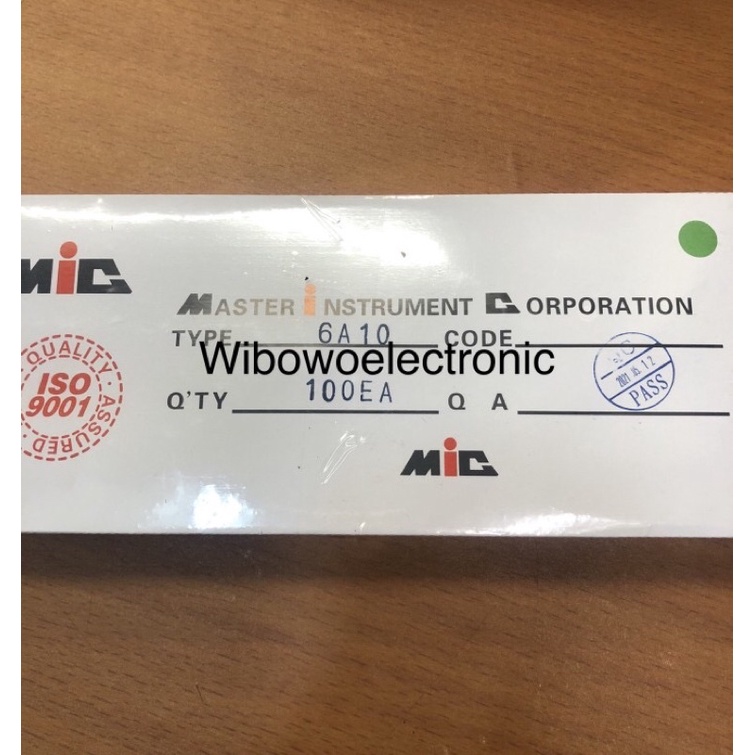 MIC
MASTER INSTRUMENT CORPORATION
TYPE 6A10 CODE
Wibowoelectronic
Q'TY 100EA Q A
QUALITY · ASSURED ·
ISO
9001
PASS
MIC